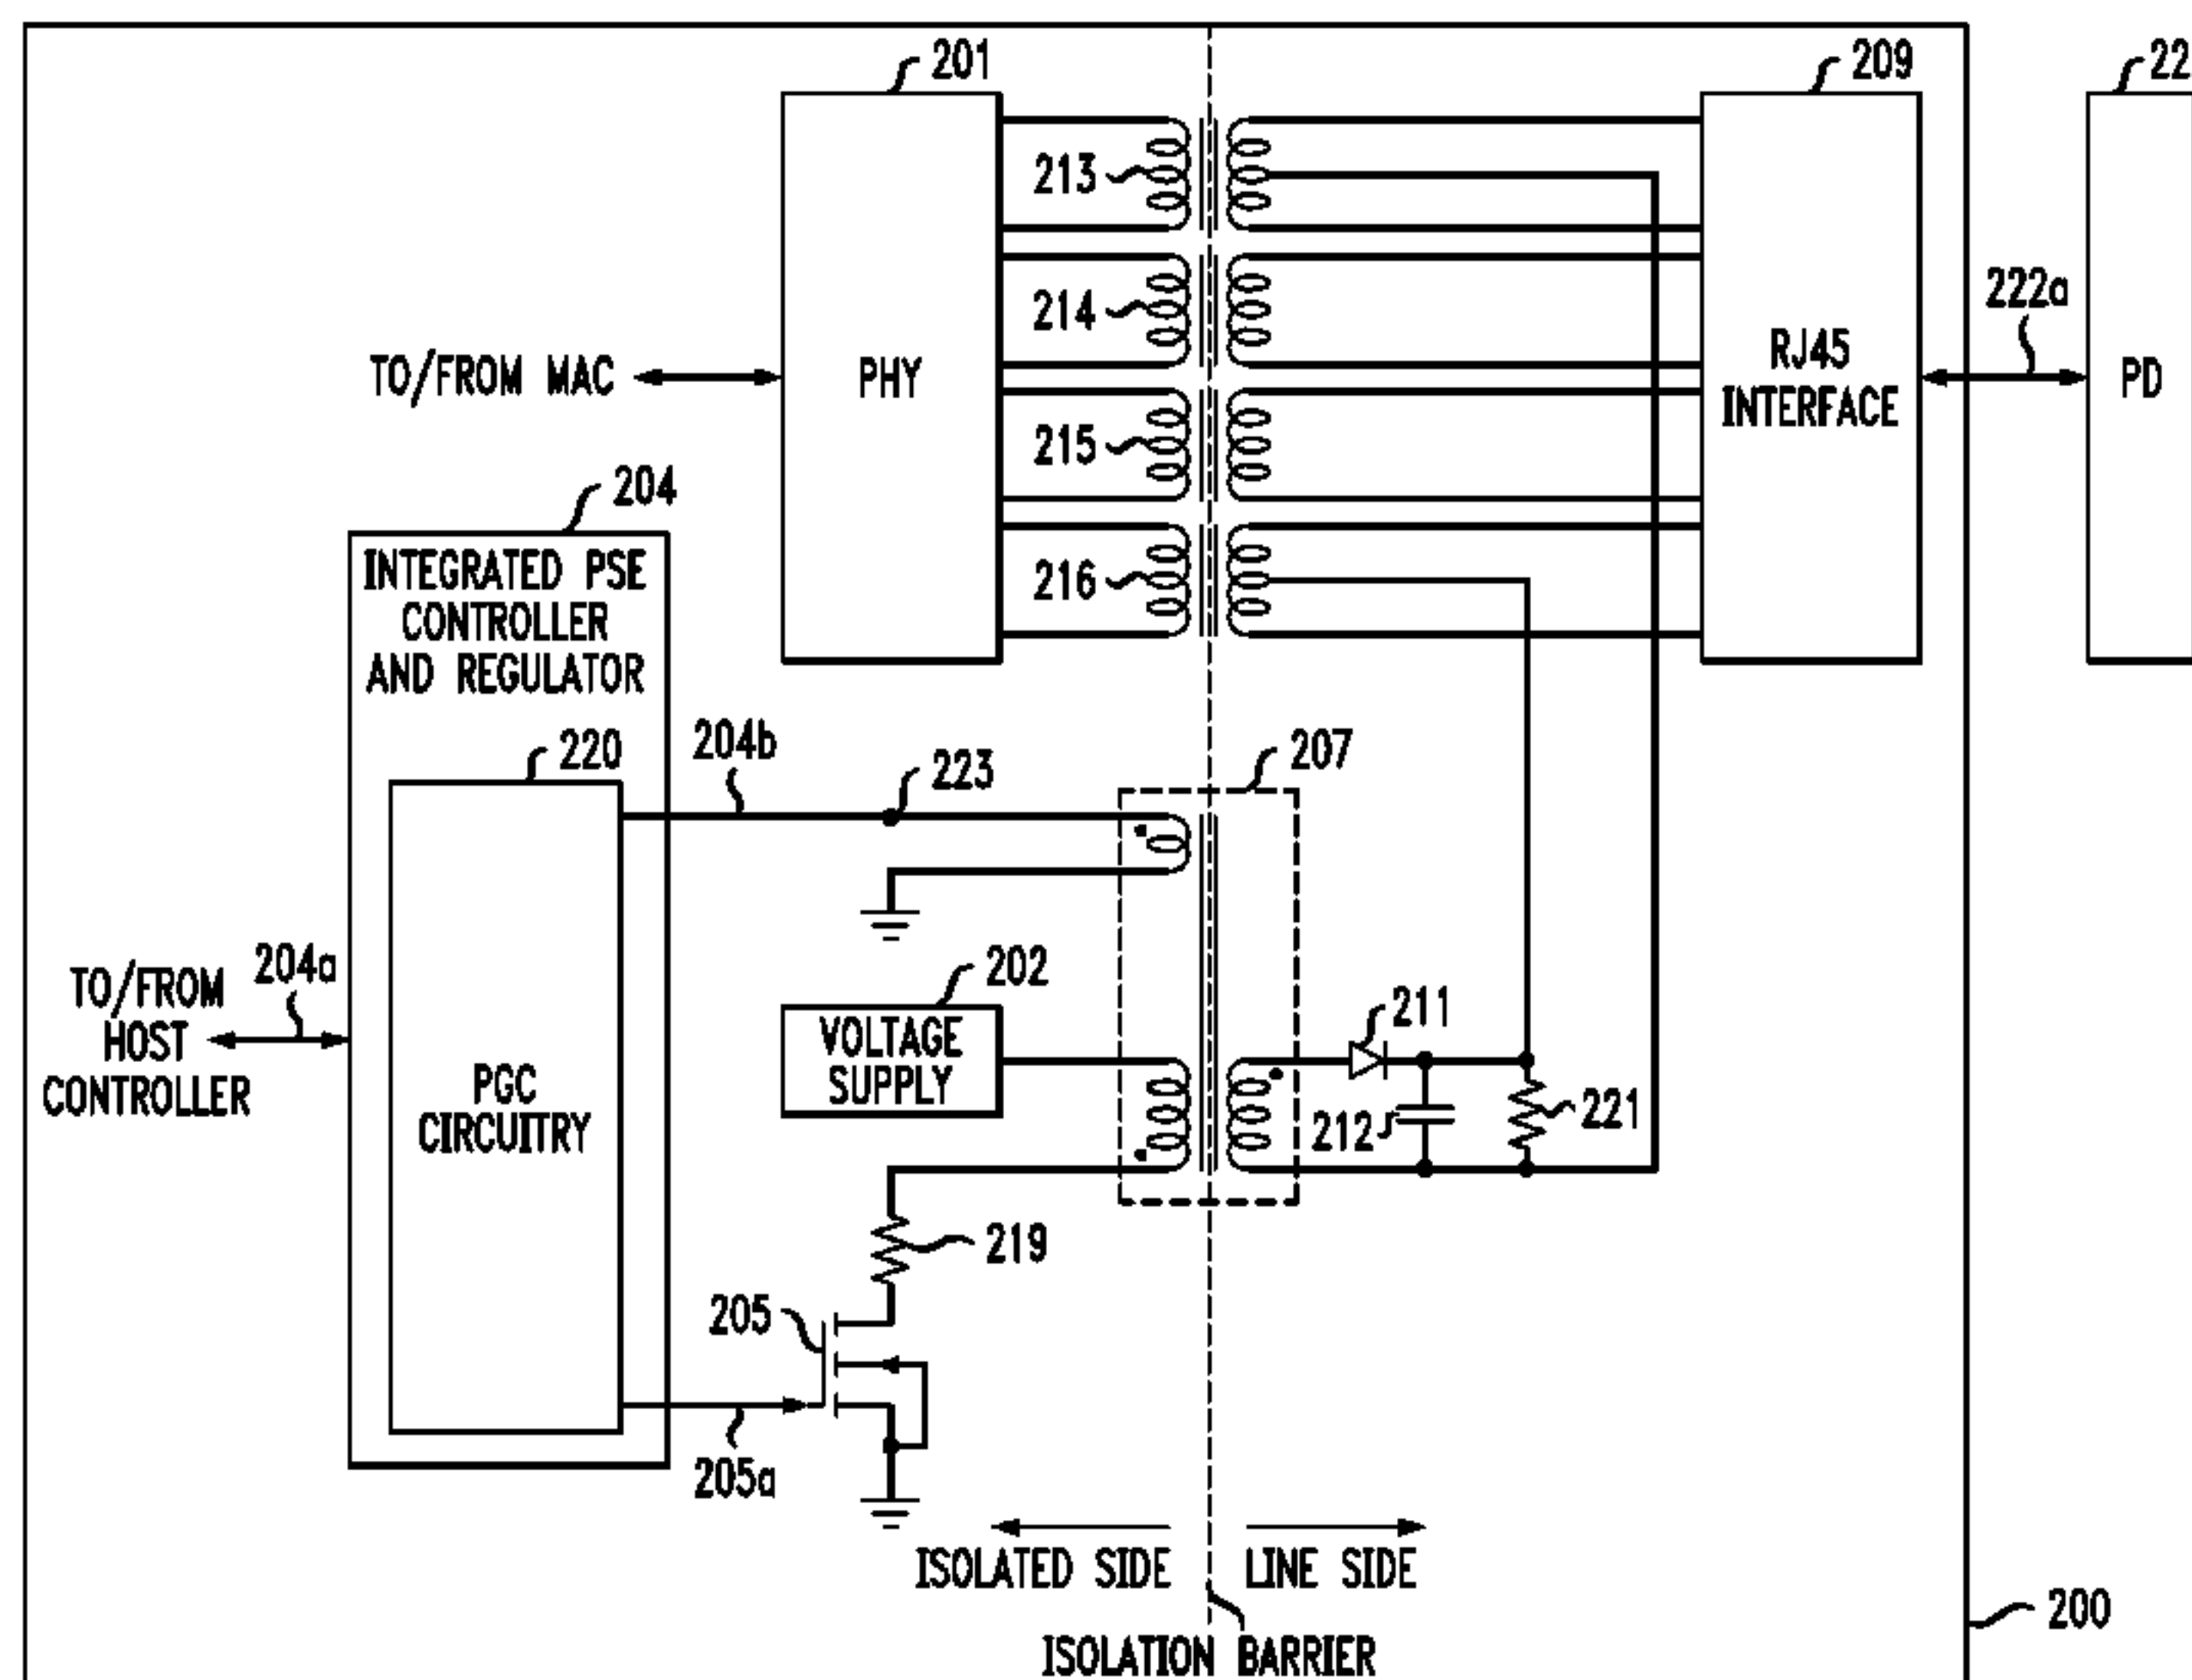 201
209
22
213
214
222a
TO/FROM MAC
PHY
RJ45
INTERFACE
PD
215
204
216
INTEGRATED PSE
CONTROLLER
AND REGULATOR
220
204b
223
207
204a
202
TO/FROM
HOST
CONTROLLER
VOLTAGE
SUPPLY
211
PGC
CIRCUITRY
212
221
219
205
205a
ISOLATED SIDE
LINE SIDE
200
ISOLATION BARRIER